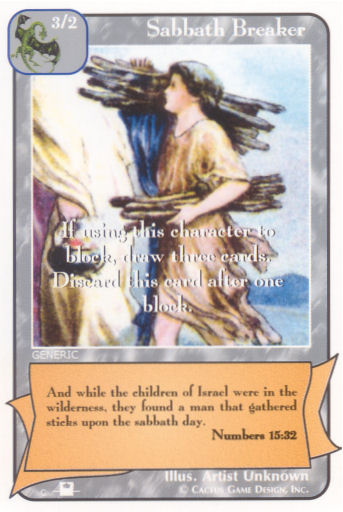 3/2
Sabbath Breaker
If using this character to
block, draw three cards.
Discard this card after one
block.
GENERIC
And while the children of Israel were in the
wilderness, they found a man that gathered
sticks upon the sabbath day.
Numbers 15:32
Illus. Artist Unknown
© Cactus Game Design, Inc.